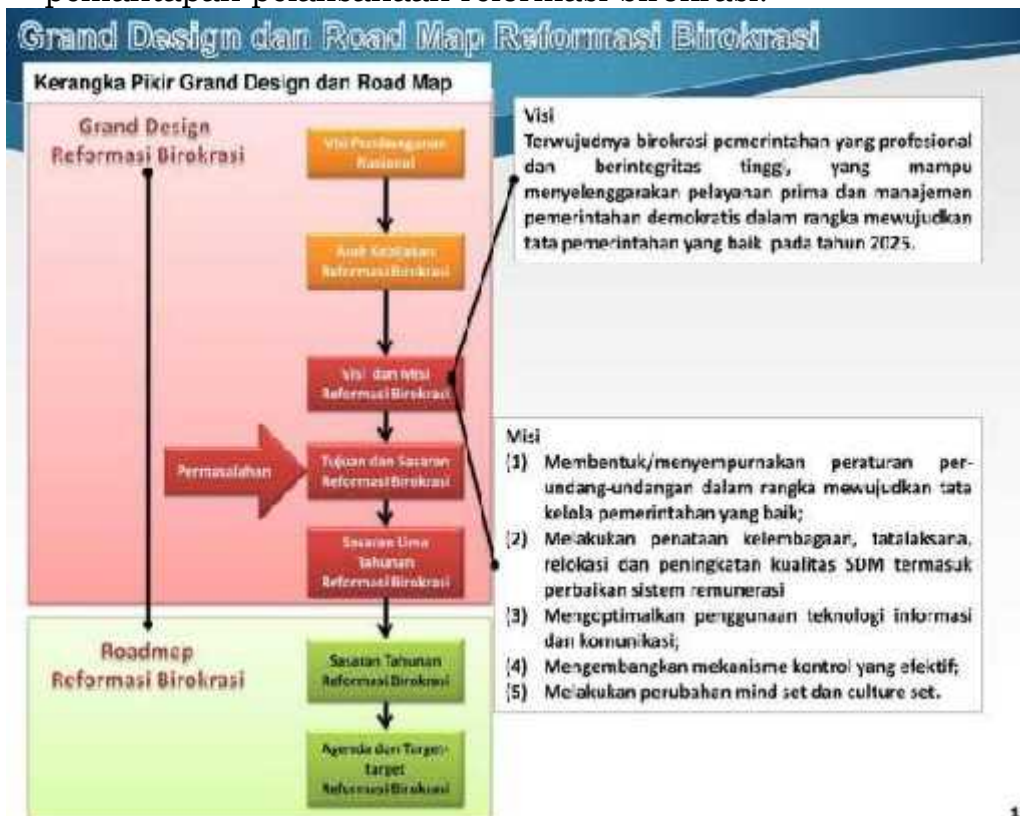 pemantapan pelaksanaan reformasi birokrasi.
Grand Design dan Road Map Reformasi Birokrasi
Kerangka Pikir Grand Design dan Road Map
Grand Design
Reformasi Birokrasi
Visi Pembangunan
Nasional
Arah Kebijakan
Reformasi Birokrasi
Visi dan Misi
Reformasi Birokrasi
Permasalahan
Tujuan dan Sasaran
Reformasi Birokrasi
Sasaran Lima
Tahunan
Reformasi Birokrasi
Roadmap
Reformasi Birokrasi
Sasaran Tahunan
Reformasi Birokrasi
Agenda dan Target-
target
Reformasi Birokrasi
Visi
Terwujudnya birokrasi pemerintahan yang profesional
dan berintegritas tinggi, yang mampu
menyelenggarakan pelayanan prima dan manajemen
pemerintahan demokratis dalam rangka mewujudkan
tata pemerintahan yang baik pada tahun 2025.
Misi
(1) Membentuk/menyempurnakan peraturan per-
undang-undangan dalam rangka mewujudkan tata
kelola pemerintahan yang baik;
(2) Melakukan penataan kelembagaan, tatalaksana,
relokasi dan peningkatan kualitas SDM termasuk
perbaikan sistem remunerasi
(3) Mengoptimalkan penggunaan teknologi informasi
dan komunikasi;
(4) Mengembangkan mekanisme kontrol yang efektif;
(5) Melakukan perubahan mind set dan culture set.
1